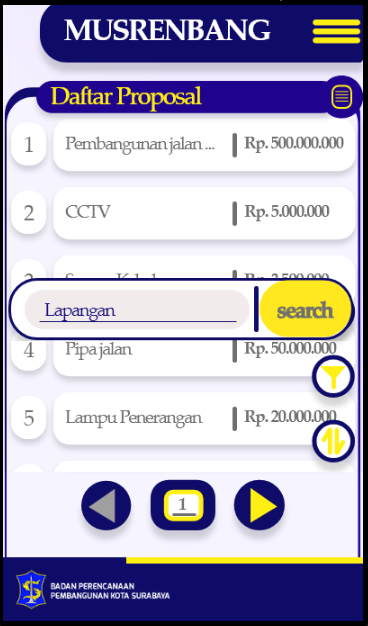 MUSRENBANG
Daftar Proposal
1 Pembangunan jalan ... Rp. 500.000.000
2 CCTV Rp. 5.000.000
Lapangan search
4 Pipa jalan Rp. 50.000.000
5 Lampu Penerangan Rp. 20.000.000
1
BADAN PERENCANAAN
PEMBANGUNAN KOTA SURABAYA